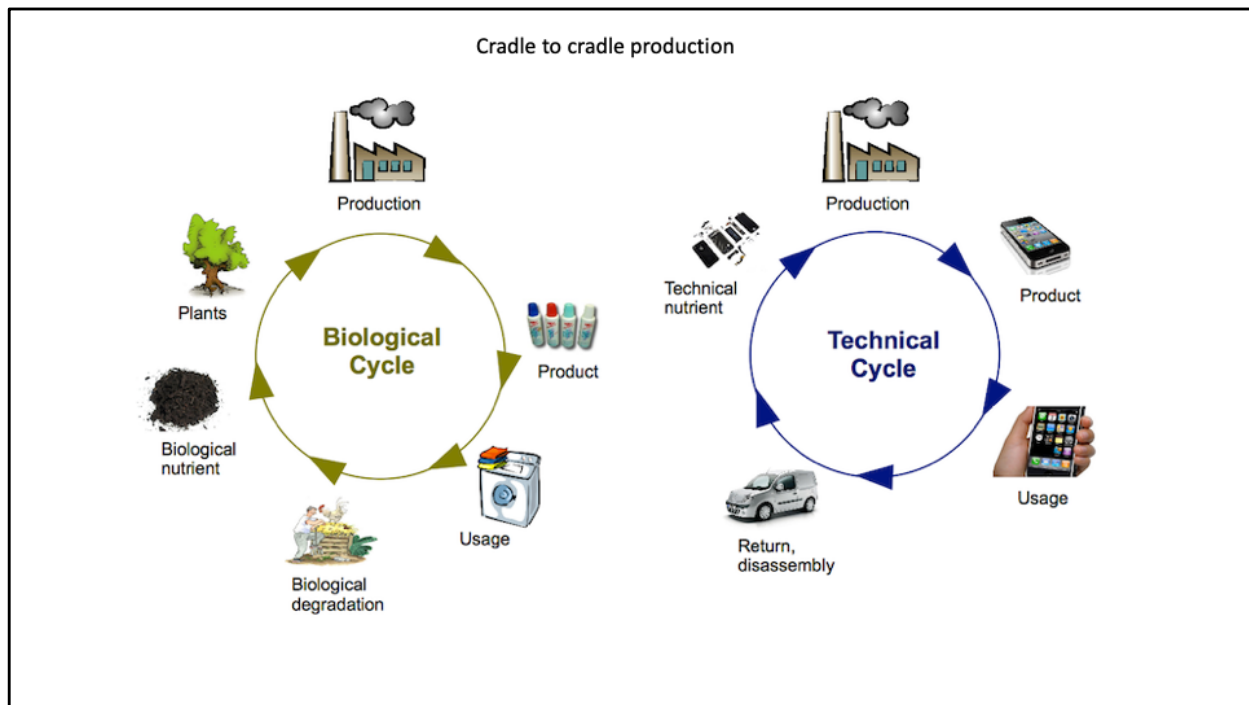 Cradle to cradle production
Production
Plants
Biological
Cycle
Product
Biological
nutrient
Usage
Biological
degradation
Production
Technical
nutrient
Product
Technical
Cycle
Usage
Return,
disassembly